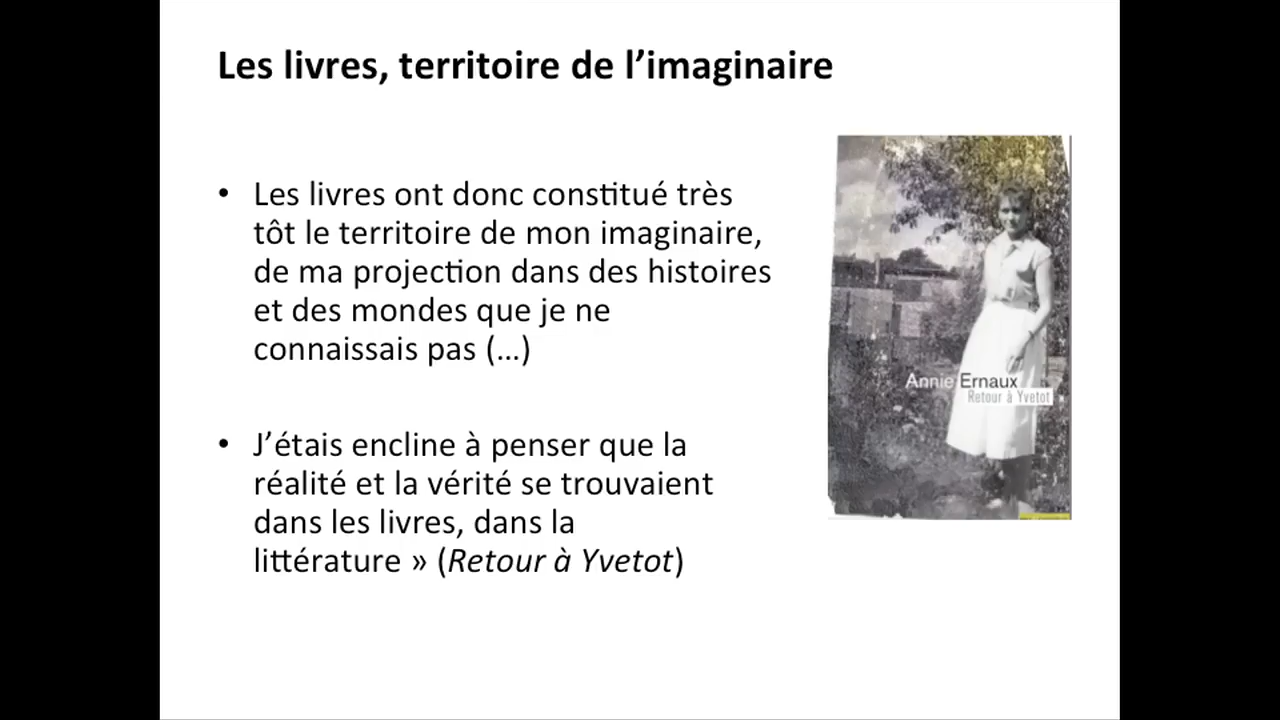 Les livres, territoire de l’imaginaire
• Les livres ont donc constitué très
tôt le territoire de mon imaginaire,
de ma projection dans des histoires
et des mondes que je ne
connaissais pas (…)
• J’étais encline à penser que la
réalité et la vérité se trouvaient
dans les livres, dans la
littérature » (Retour à Yvetot)
Annie Ernaux
Retour à Yvetot